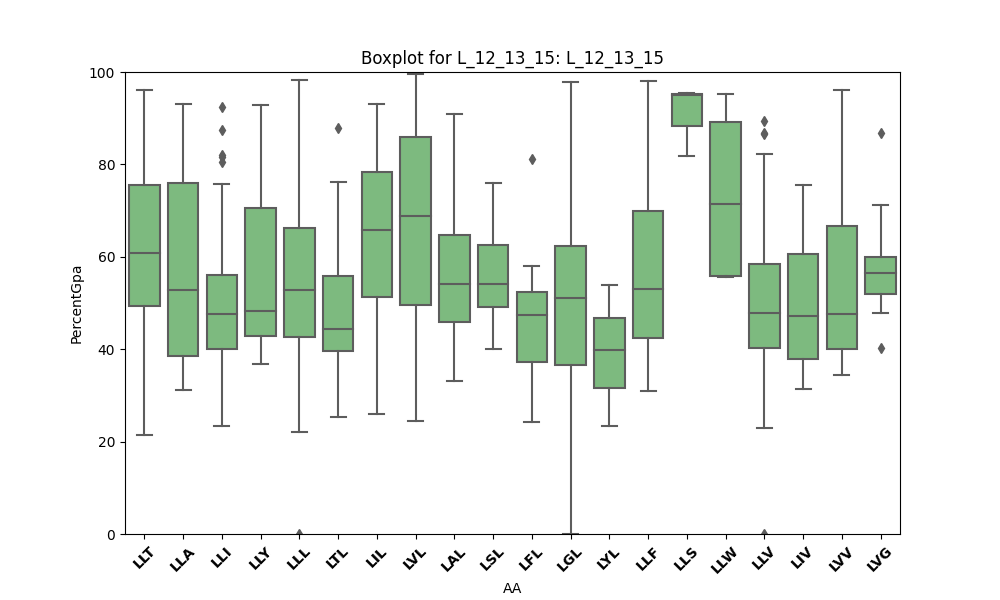 Boxplot for L_12_13_15: L_12_13_15
PercentGpa
100
80
60
40
20
0
LLT LLA LLI LLY LLL LTL LIL LVL LAL LSL LFL LGL LYL LLF LLS LLW LLV LIV LVV LVG
AA